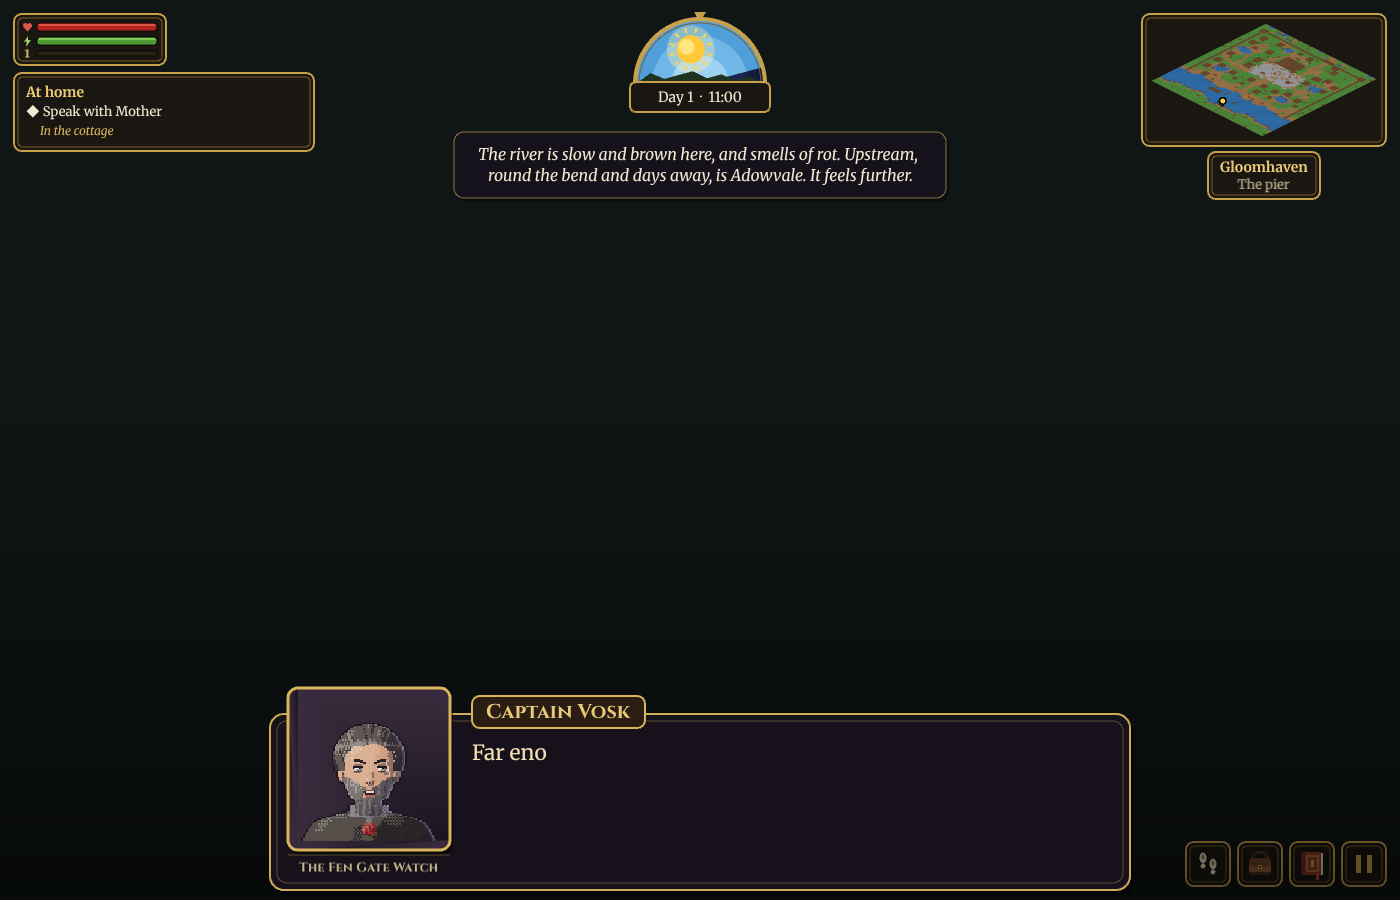 1
At home
◆ Speak with Mother
In the cottage
Day 1 · 11:00
The river is slow and brown here, and smells of rot. Upstream,
round the bend and days away, is Adowvale. It feels further.
Gloomhaven
The pier
Captain Vosk
Far eno
The Fen Gate Watch